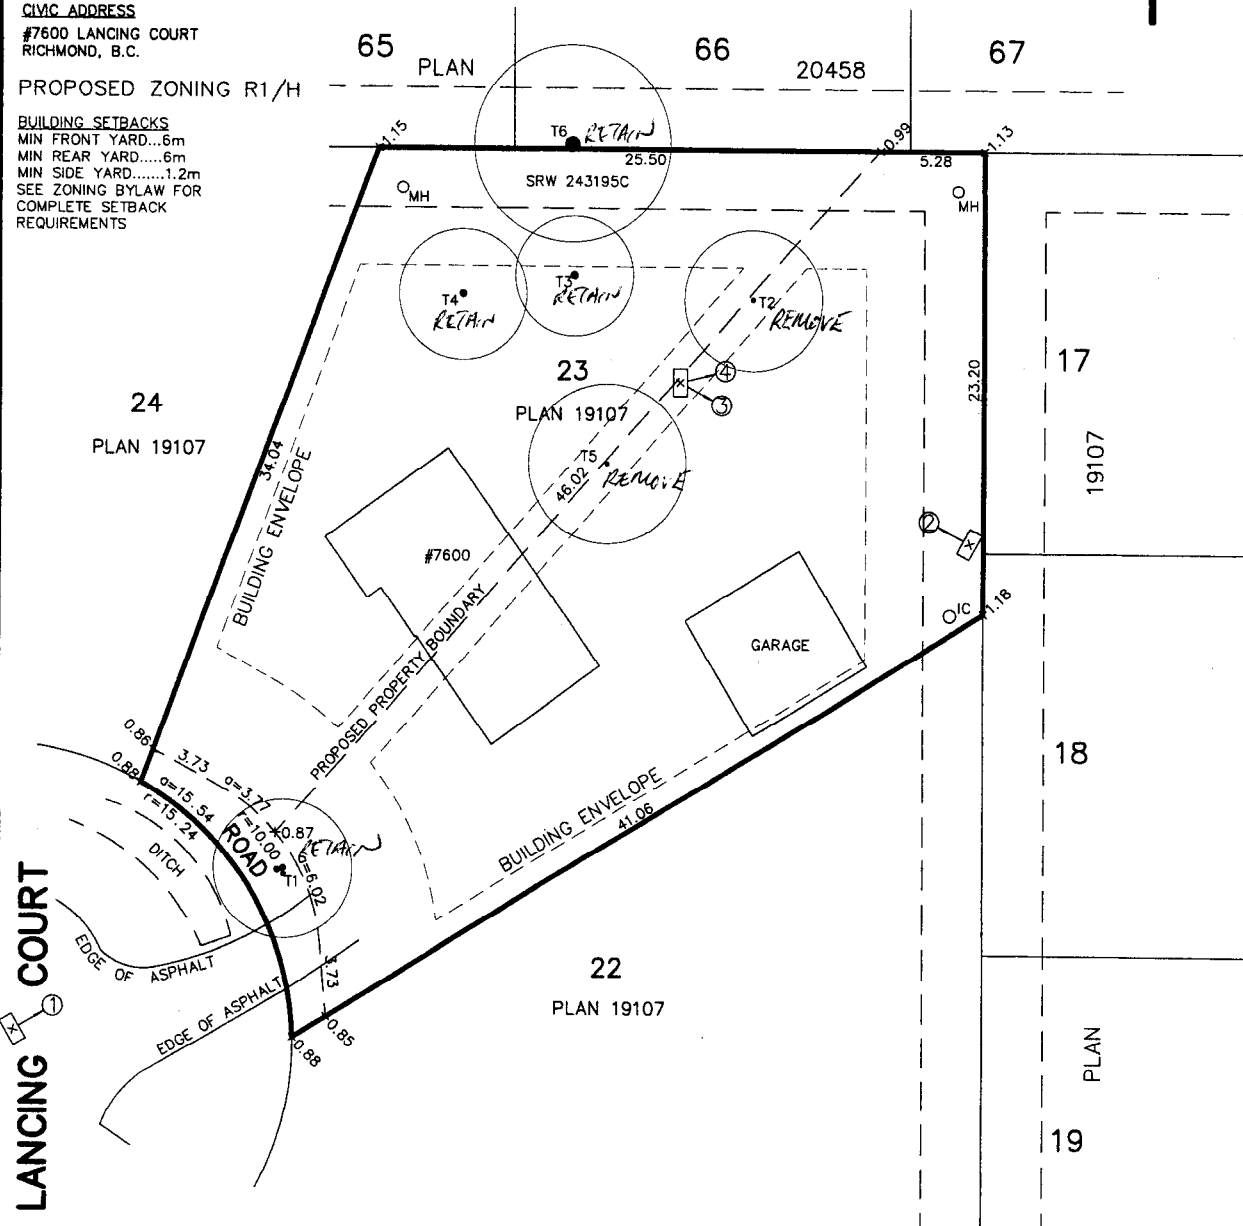 CIVIC ADDRESS
#7600 LANCING COURT
RICHMOND, B.C.
PROPOSED ZONING R1/H
BUILDING SETBACKS
MIN FRONT YARD...6m
MIN REAR YARD.....6m
MIN SIDE YARD.......1.2m
SEE ZONING BYLAW FOR
COMPLETE SETBACK
REQUIREMENTS
65
PLAN
66
20458
67
1.15
T6
RETAIN
25.50
0.99
5.28
1.13
SRW 243195C
MH
MH
T4
RETAIN
T3
RETAIN
T2
REMOVE
23
PLAN 19107
4
3
24
PLAN 19107
34.04
BUILDING ENVELOPE
T5
REMOVE
46.02
23.20
17
19107
2
#7600
PROPOSED PROPERTY BOUNDARY
GARAGE
IC
1.18
18
0.86
0.88
3.73
a=3.77
a=15.54
r=15.24
r=10.00
0.87
RETAIN
ROAD
T1
a=6.02
DITCH
BUILDING ENVELOPE
41.06
EDGE OF ASPHALT
EDGE OF ASPHALT
3.73
0.85
0.88
22
PLAN 19107
1
LANCING COURT
PLAN
19